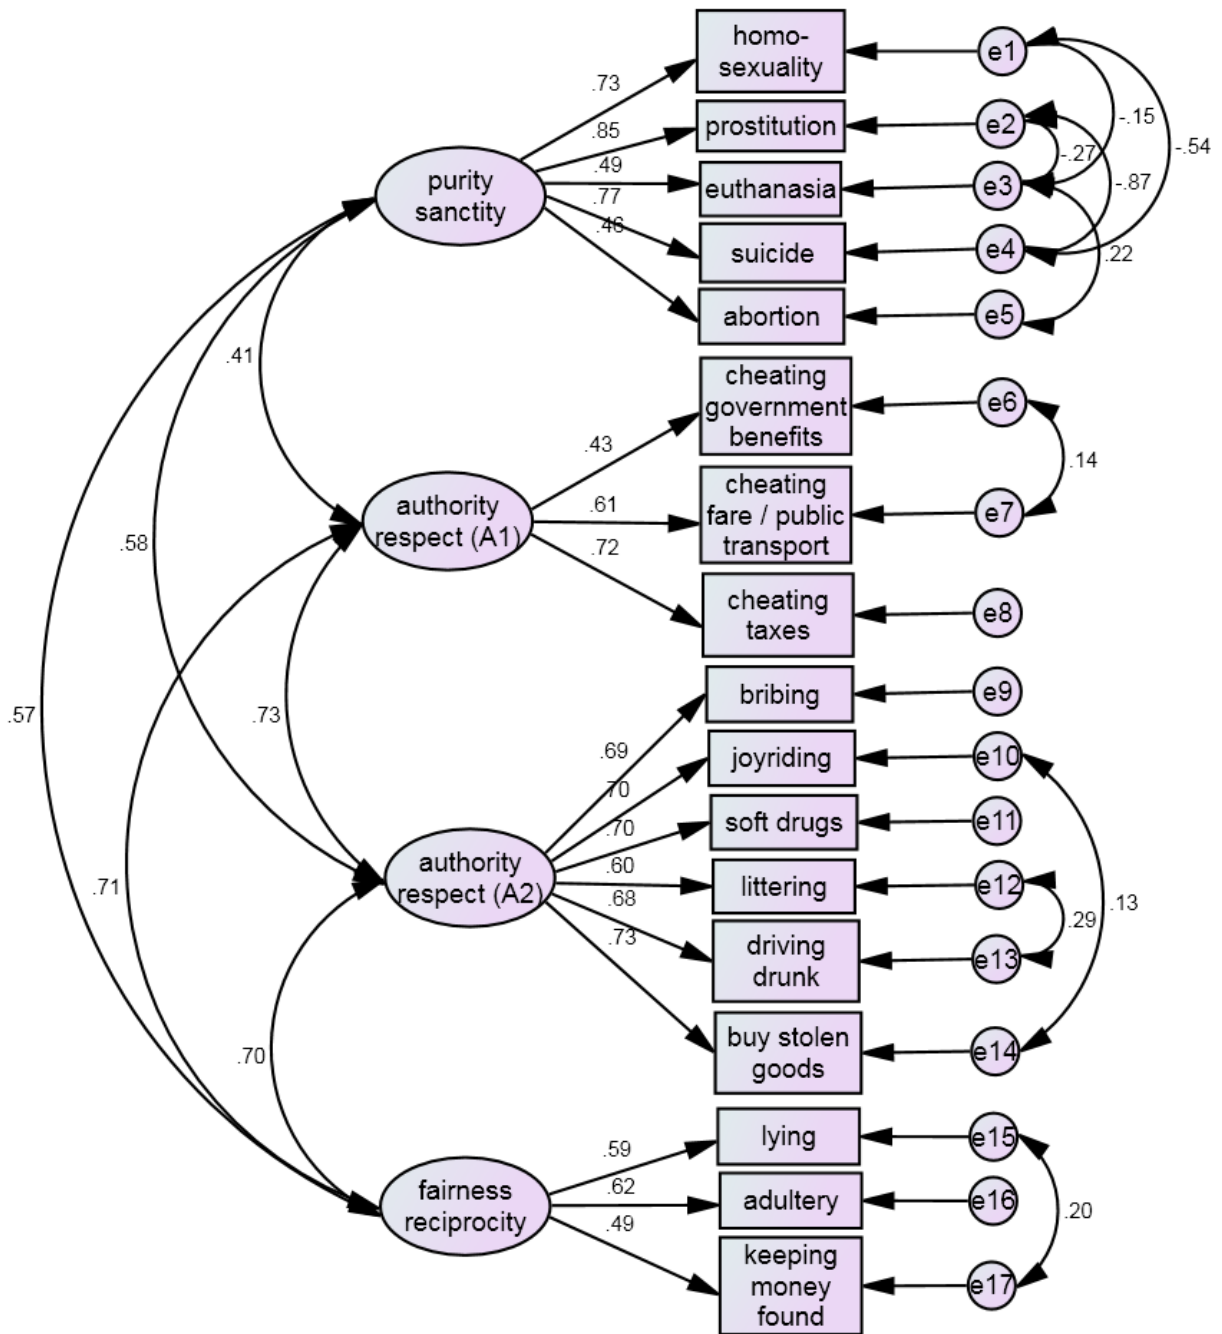 homo-
sexuality
e1
.73
-.15
-.54
.85
prostitution
e2
-.27
-.87
purity
sanctity
.49
euthanasia
e3
.77
.46
suicide
e4
.22
abortion
e5
.41
cheating
government
benefits
e6
.43
.14
authority
respect (A1)
.61
cheating
fare / public
transport
e7
.58
.72
cheating
taxes
e8
.57
.73
bribing
e9
.69
joyriding
e10
.70
soft drugs
e11
.70
authority
respect (A2)
.60
littering
e12
.71
.68
.29
.13
driving
drunk
e13
.73
buy stolen
goods
e14
.70
lying
e15
.59
fairness
reciprocity
.62
adultery
e16
.20
.49
keeping
money
found
e17